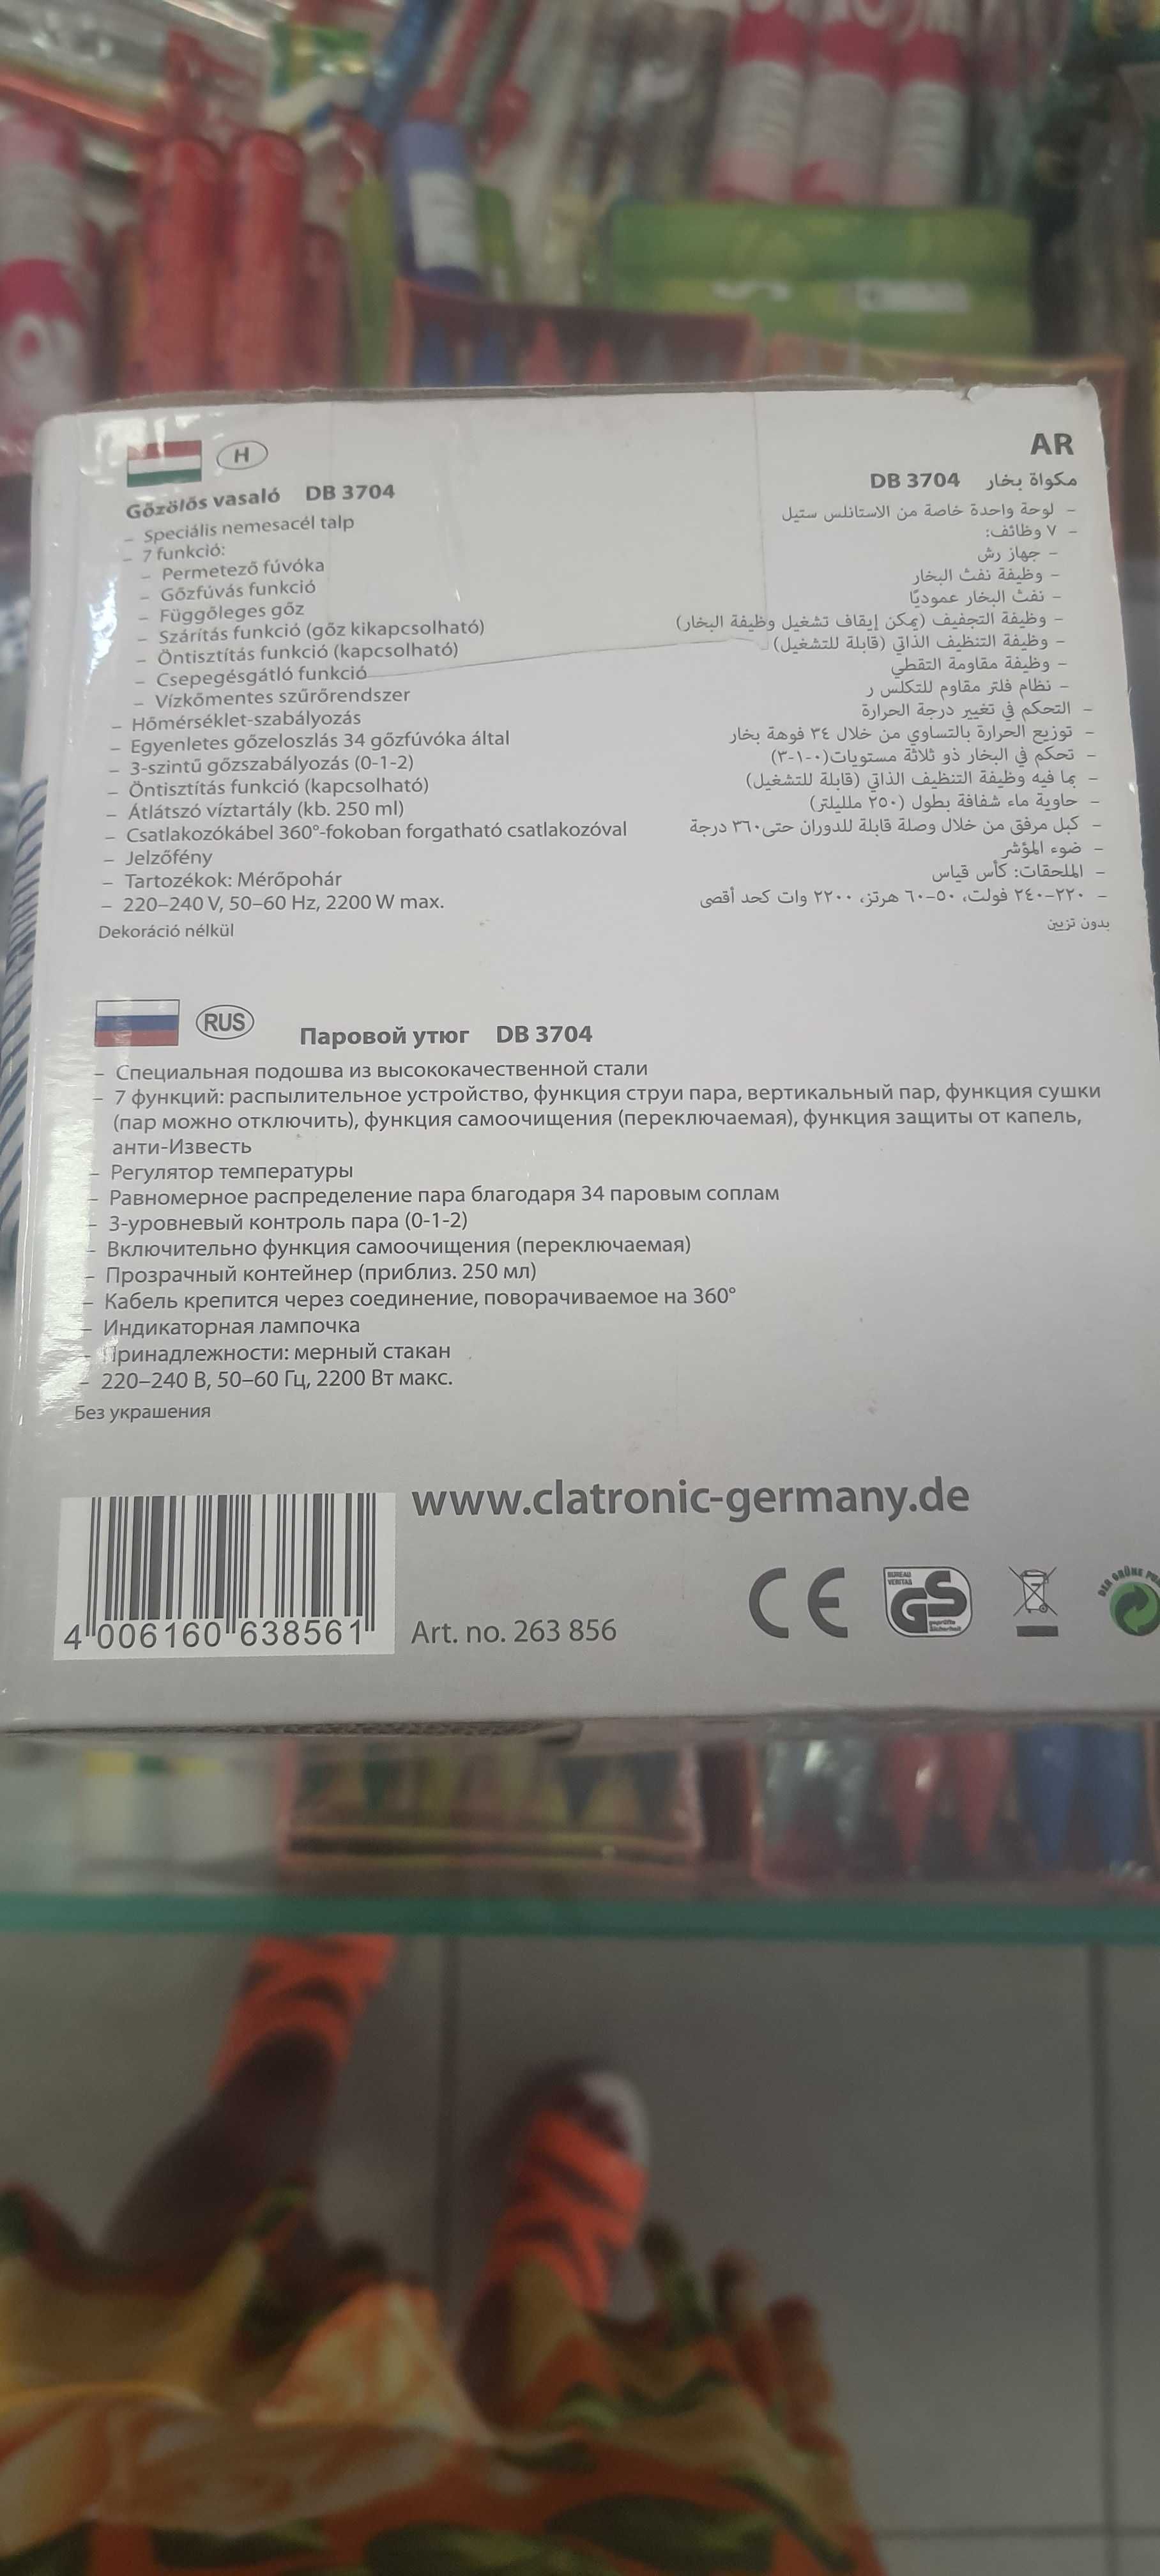 H
Gőzölős vasaló DB 3704
– Speciális nemesacél talp
– 7 funkció:
– Permetező fúvóka
– Gőzfúvás funkció
– Függőleges gőz
– Szárítás funkció (gőz kikapcsolható)
– Öntisztítás funkció (kapcsolható)
– Csepegésgátló funkció
– Vízkőmentes szűrőrendszer
– Hőmérséklet-szabályozás
– Egyenletes gőzeloszlás 34 gőzfúvóka által
– 3-szintű gőzszabályozás (0-1-2)
– Öntisztítás funkció (kapcsolható)
– Átlátszó víztartály (kb. 250 ml)
– Csatlakozókábel 360°-fokoban forgatható csatlakozóval
– Jelzőfény
– Tartozékok: Mérőpohár
– 220–240 V, 50–60 Hz, 2200 W max.
Dekoráció nélkül
AR
مكواة بخار DB 3704
– لوحة واحدة خاصة من الاستانلس ستيل
– ٧ وظائف:
– جهاز رش
– وظيفة نفث البخار
– نفث البخار عموديًا
– وظيفة التجفيف (يمكن إيقاف تشغيل وظيفة البخار)
– وظيفة التنظيف الذاتي (قابلة للتشغيل)
– وظيفة مقاومة التقطي
– نظام فلتر مقاوم للتكلس ر
– التحكم في تغيير درجة الحرارة
– توزيع الحرارة بالتساوي من خلال ٣٤ فوهة بخار
– تحكم في البخار ذو ثلاثة مستويات(٠-١-٣)
– بما فيه وظيفة التنظيف الذاتي (قابلة للتشغيل)
– حاوية ماء شفافة بطول (٢٥٠ ملليلتر)
– كبل مرفق من خلال وصلة قابلة للدوران حتى٣٦٠ درجة
– ضوء المؤشر
– الملحقات: كأس قياس
– ٢٢٠–٢٤٠ فولت، ٥٠–٦٠ هرتز، ٢٢٠٠ وات كحد أقصى
بدون تزيين
RUS
Паровой утюг DB 3704
– Специальная подошва из высококачественной стали
– 7 функций: распылительное устройство, функция струи пара, вертикальный пар, функция сушки
(пар можно отключить), функция самоочищения (переключаемая), функция защиты от капель,
анти-Известь
– Регулятор температуры
– Равномерное распределение пара благодаря 34 паровым соплам
– 3-уровневый контроль пара (0-1-2)
– Включительно функция самоочищения (переключаемая)
– Прозрачный контейнер (приблиз. 250 мл)
– Кабель крепится через соединение, поворачиваемое на 360°
– Индикаторная лампочка
– Принадлежности: мерный стакан
– 220–240 В, 50–60 Гц, 2200 Вт макс.
Без украшения
www.clatronic-germany.de
4 006160 638561
Art. no. 263 856
CE
BUREAU
VERITAS
GS
geprüfte
Sicherheit
DER GRÜNE